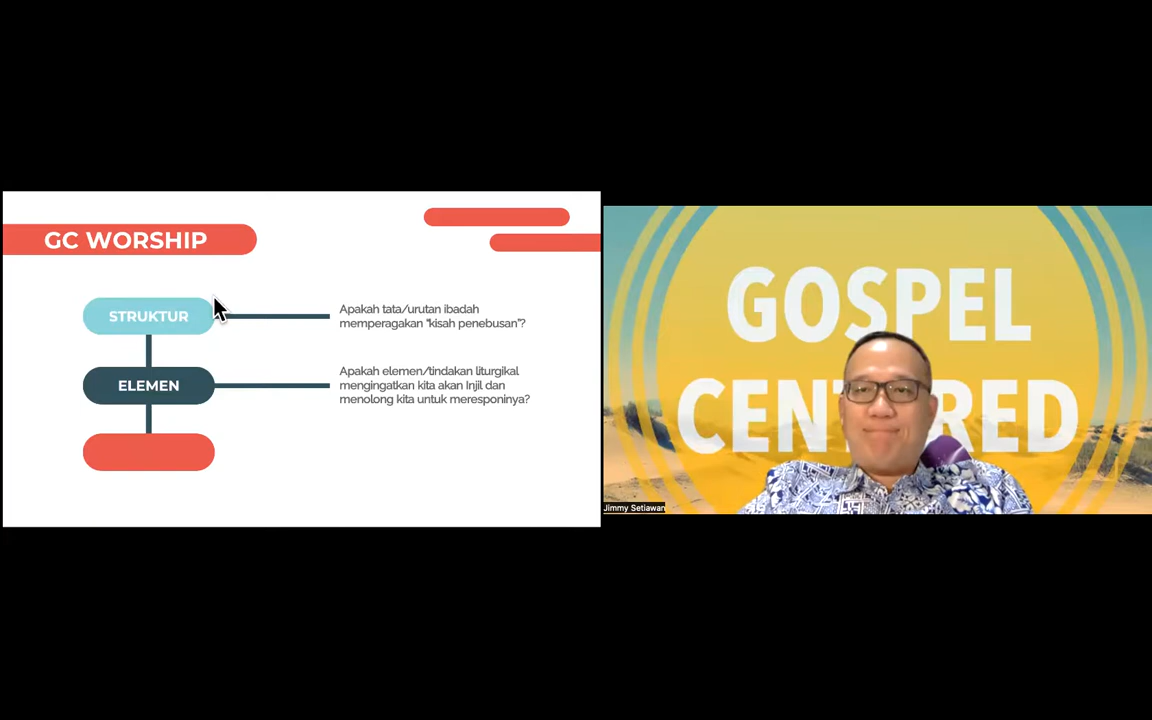 GC WORSHIP
STRUKTUR
Apakah tata/urutan ibadah
memperagakan "kisah penebusan"?
ELEMEN
Apakah elemen/tindakan liturgikal
mengingatkan kita akan Injil dan
menolong kita untuk meresponinya?
GOSPEL
CENTRED
Jimmy Setiawan